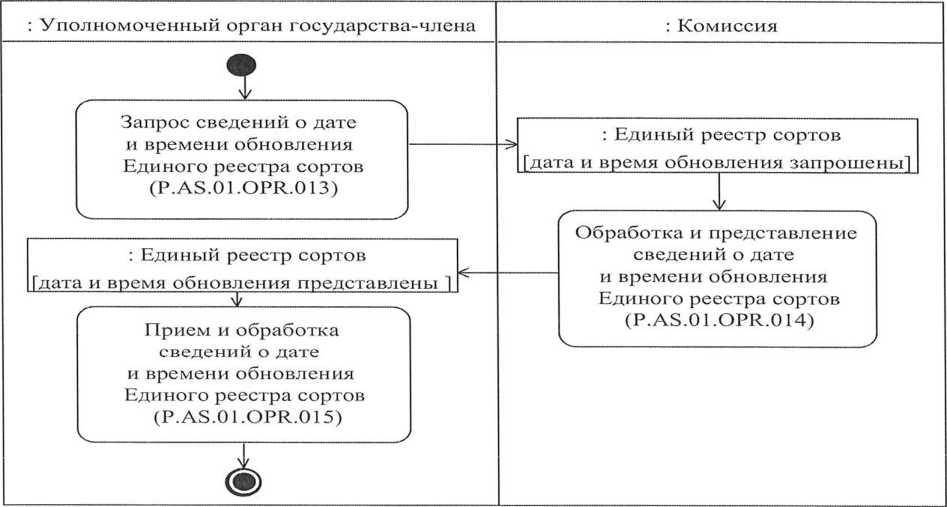 : Уполномоченный орган государства-члена
: Комиссия
Запрос сведений о дате
и времени обновления
Единого реестра сортов
(P.AS.01.OPR.013)
: Единый реестр сортов
[дата и время обновления запрошены]
Обработка и представление
сведений о дате
и времени обновления
Единого реестра сортов
(P.AS.01.OPR.014)
: Единый реестр сортов
[дата и время обновления представлены ]
Прием и обработка
сведений о дате
и времени обновления
Единого реестра сортов
(P.AS.01.OPR.015)